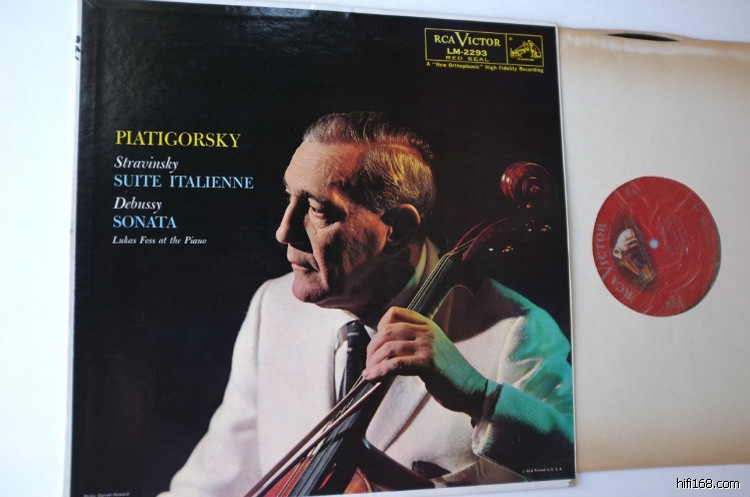 RCA VICTOR
LM-2293
RED SEAL
A "New Orthophonic" High Fidelity Recording
PIATIGORSKY
Stravinsky
SUITE ITALIENNE
Debussy
SONATA
Lukas Foss at the Piano
RCA VICTOR
hifi168.com